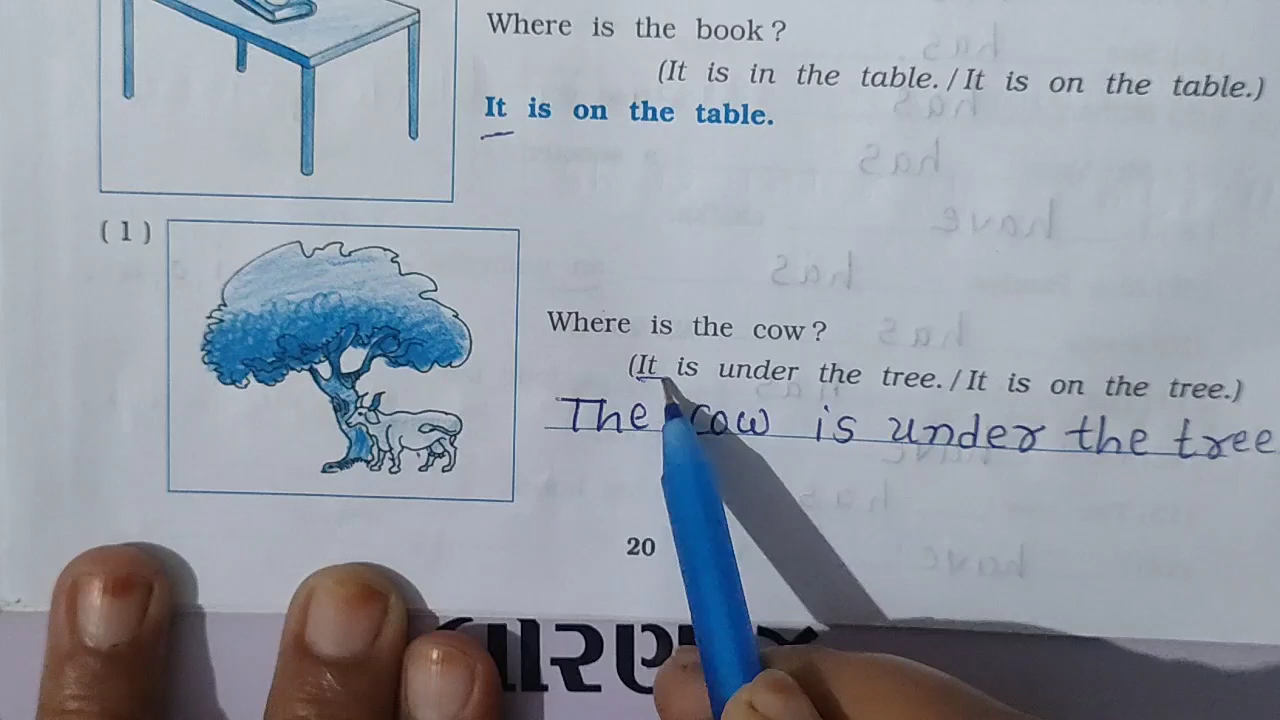 Where is the book?
(It is in the table./It is on the table.)
It is on the table.
(1)
Where is the cow?
(It is under the tree./It is on the tree.)
The cow is under the tree
20